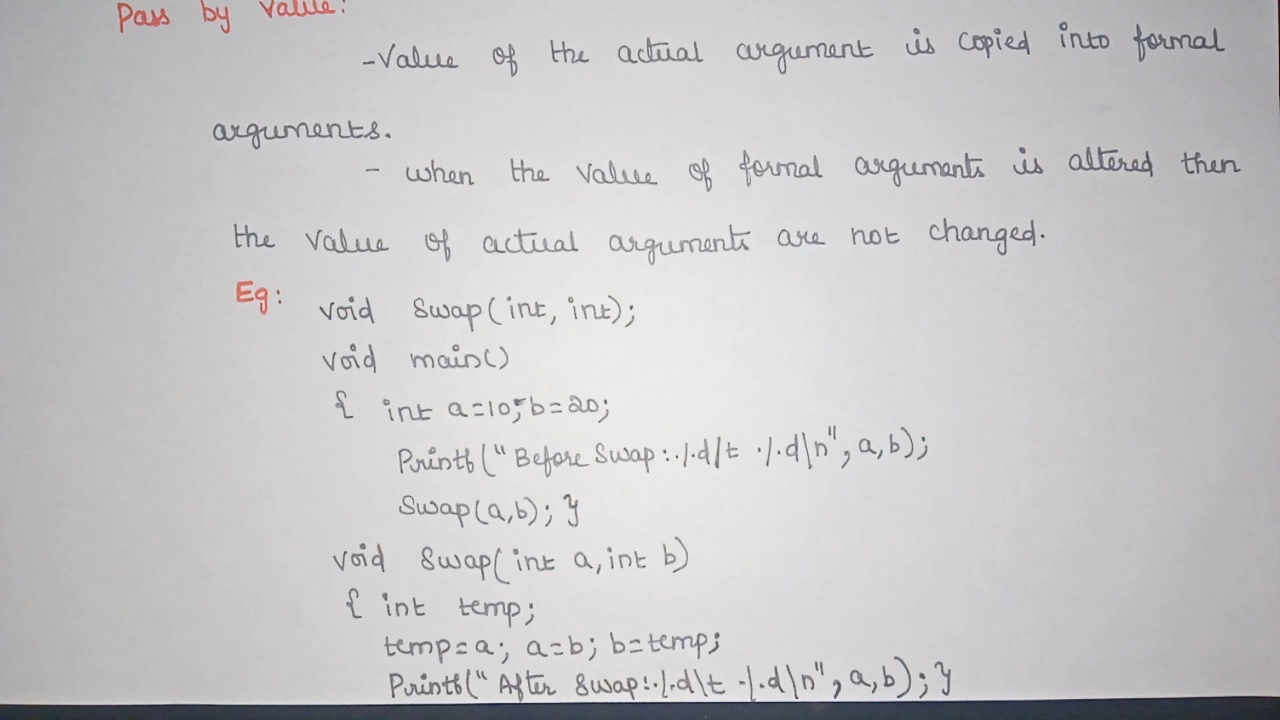 Pass by Value:
-Value of the actual argument is copied into formal
arguments.
- when the value of formal arguments is altered then
the value of actual arguments are not changed.
Eg: void Swap(int, int);
void main()
{ int a=10,b=20;
Printf("Before Swap:%d/t %d\n", a,b);
Swap(a,b); }
void Swap(int a, int b)
{ int temp;
temp=a; a=b; b=temp;
Printf("After Swap:%d\t %d\n", a,b); }